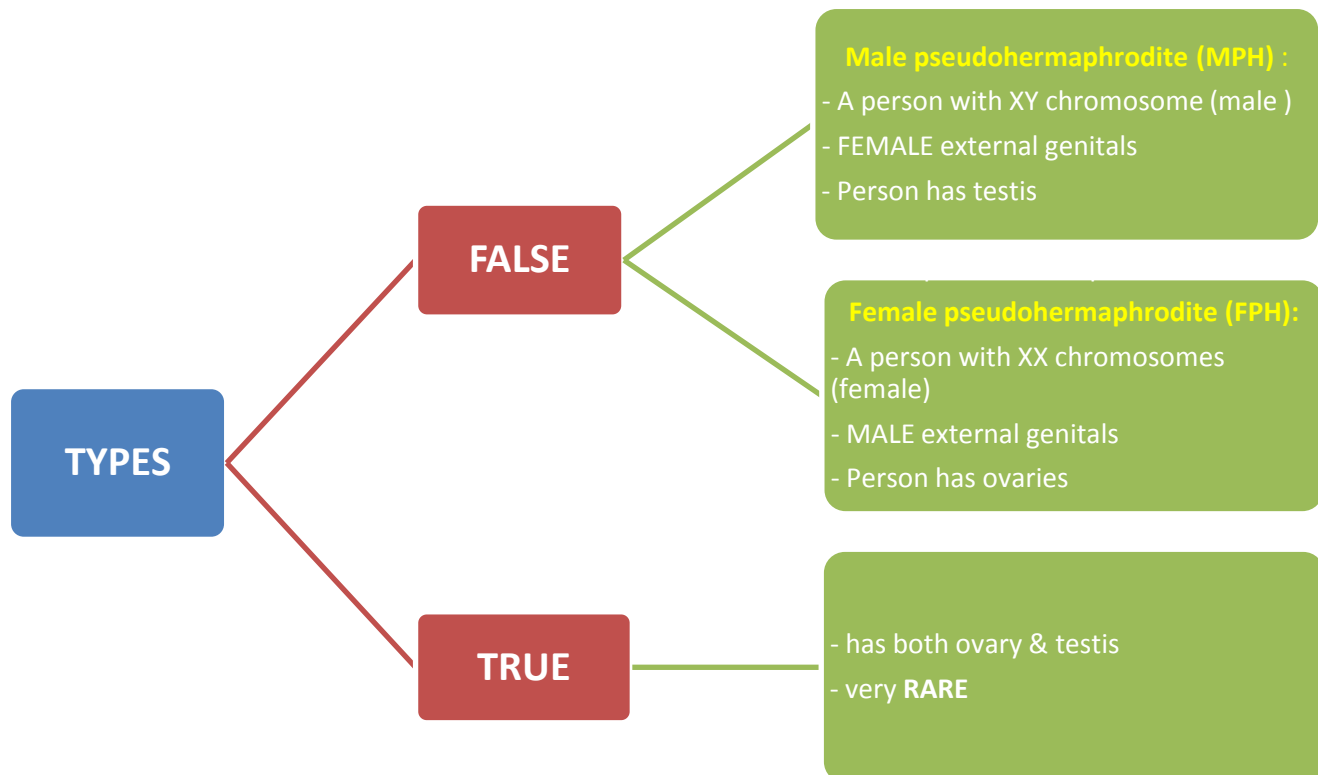 Male pseudohermaphrodite (MPH) :
- A person with XY chromosome (male )
- FEMALE external genitals
- Person has testis
FALSE
Female pseudohermaphrodite (FPH):
- A person with XX chromosomes
(female)
- MALE external genitals
- Person has ovaries
TYPES
TRUE
- has both ovary & testis
- very RARE